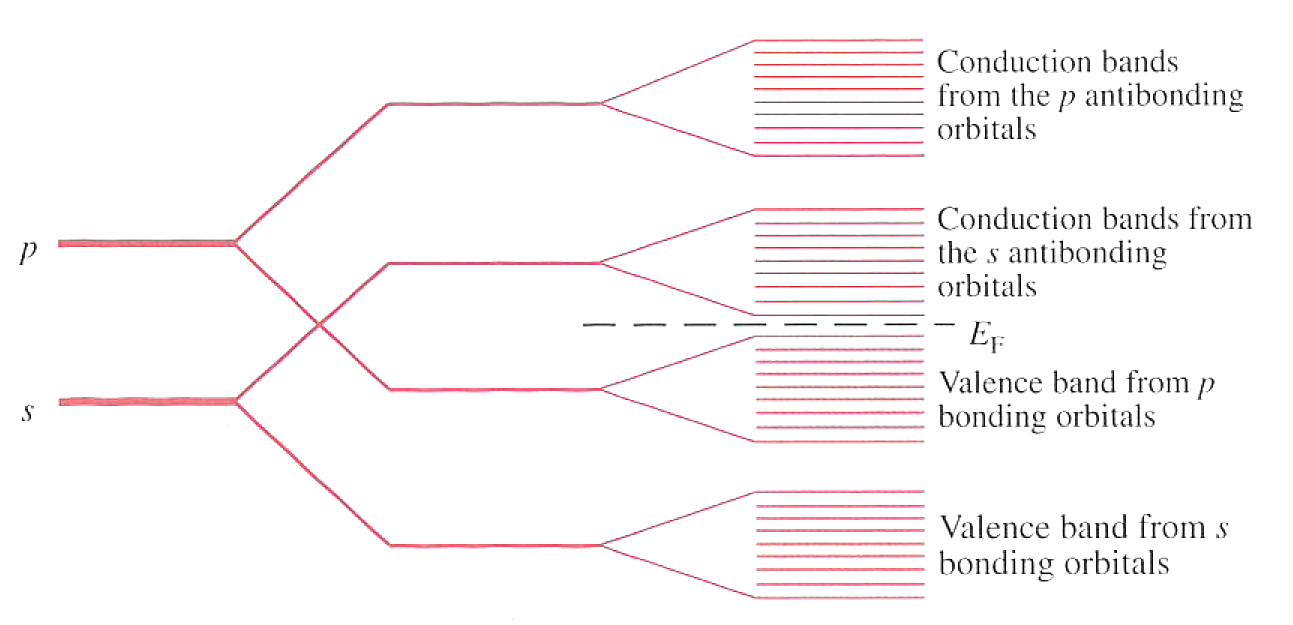 Conduction bands
from the p antibonding
orbitals
p
Conduction bands from
the s antibonding
orbitals
E_F
Valence band from p
bonding orbitals
s
Valence band from s
bonding orbitals